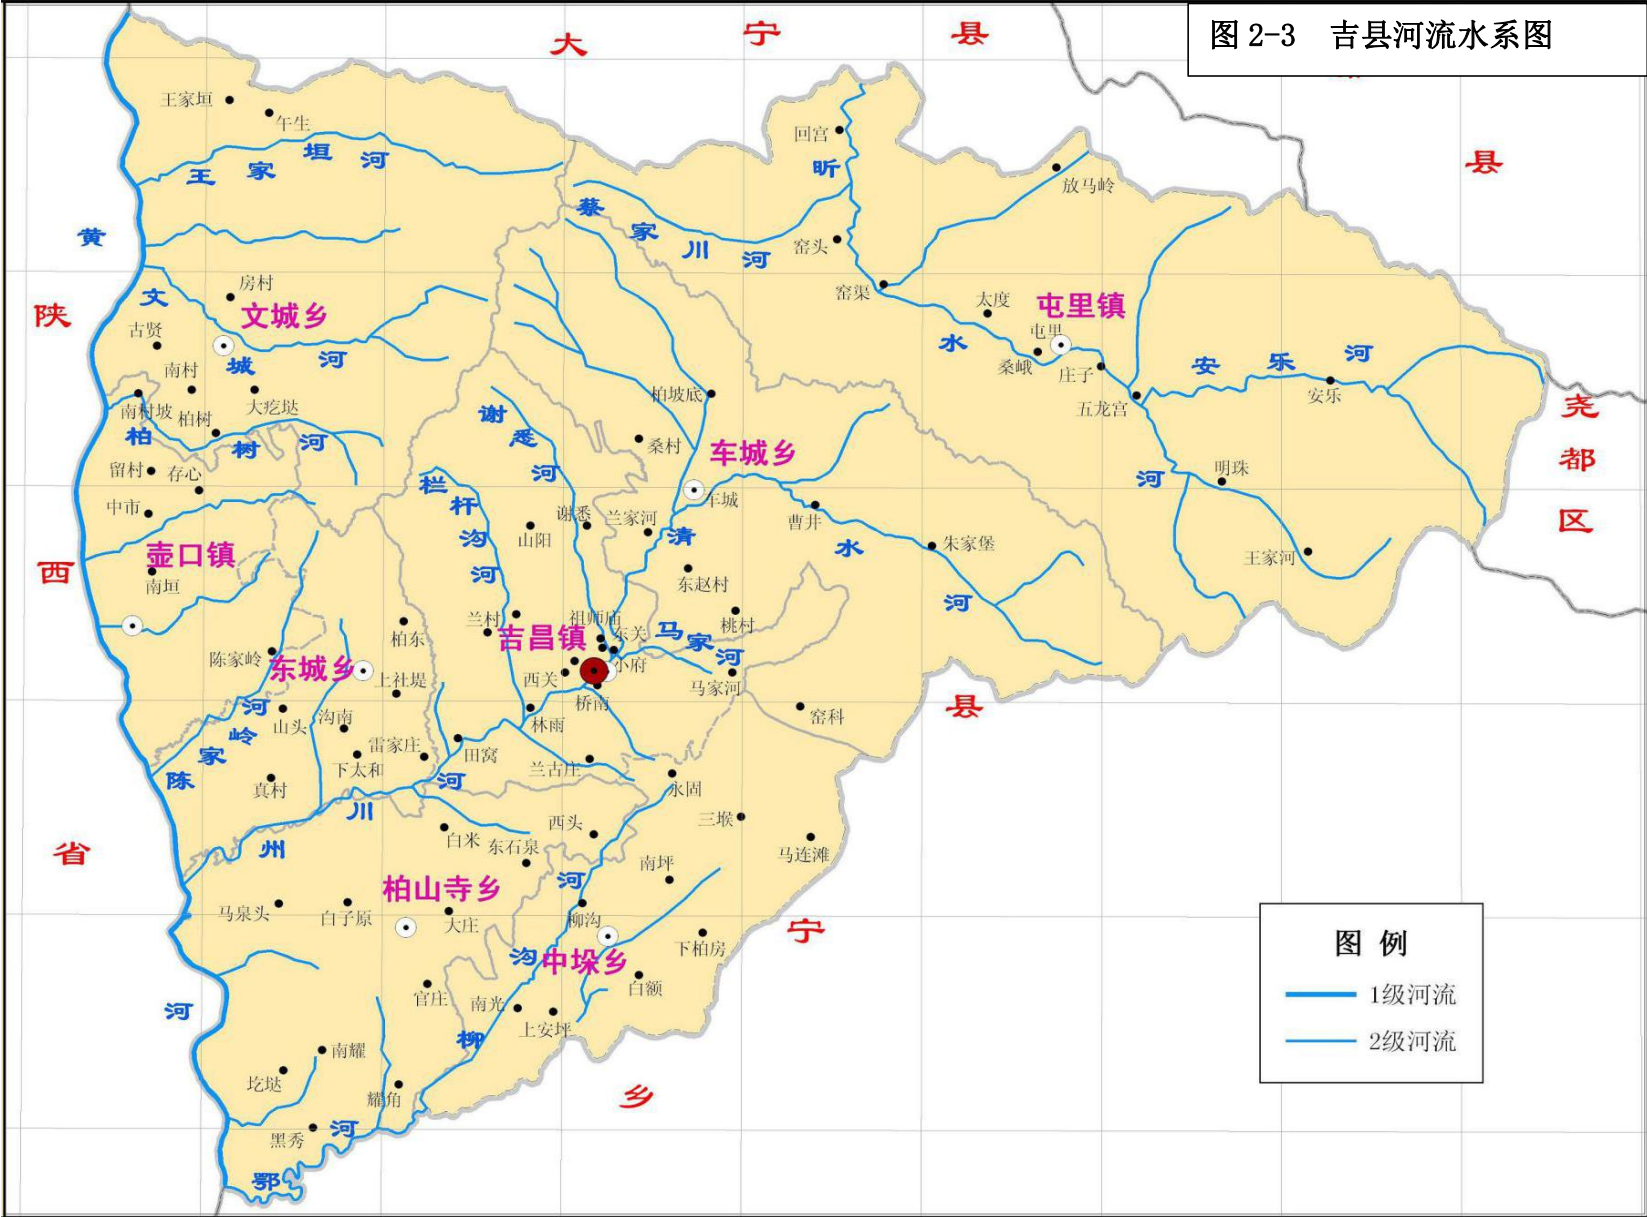 图 2-3 吉县河流水系图
大 宁 县
县
尧都区
县
宁
乡
陕
西
省
黄
河
王家垣
午生
王家垣河
回宫
昕
水
河
放马岭
蔡家川河
窑头
窑渠
太度
屯里镇
屯里
桑峨
庄子
五龙宫
安乐河
安乐
明珠
王家河
房村
文城乡
文
城
河
古贤
南村
南村坡
柏树
大疙垯
柏树河
留村
存心
中市
壶口镇
南垣
谢悉河
栏杆沟河
柏坡底
桑村
车城乡
车城
谢悉
兰家河
山阳
清
水
河
曹井
朱家堡
东赵村
桃村
兰村
吉昌镇
祖师庙
东关
小府
马家河
马家河
西关
桥南
林雨
窑科
柏东
陈家岭
东城乡
上社堤
山头
沟南
雷家庄
下太和
田窝
兰古庄
真村
陈家岭河
永固
州川河
白米
东石泉
西头
三堠
马连滩
南坪
柏山寺乡
马泉头
白子原
大庄
柳沟
中垛乡
下柏房
白额
官庄
南光
上安坪
柳沟河
南耀
圪垯
耀角
黑秀
鄂河
图 例
1级河流
2级河流